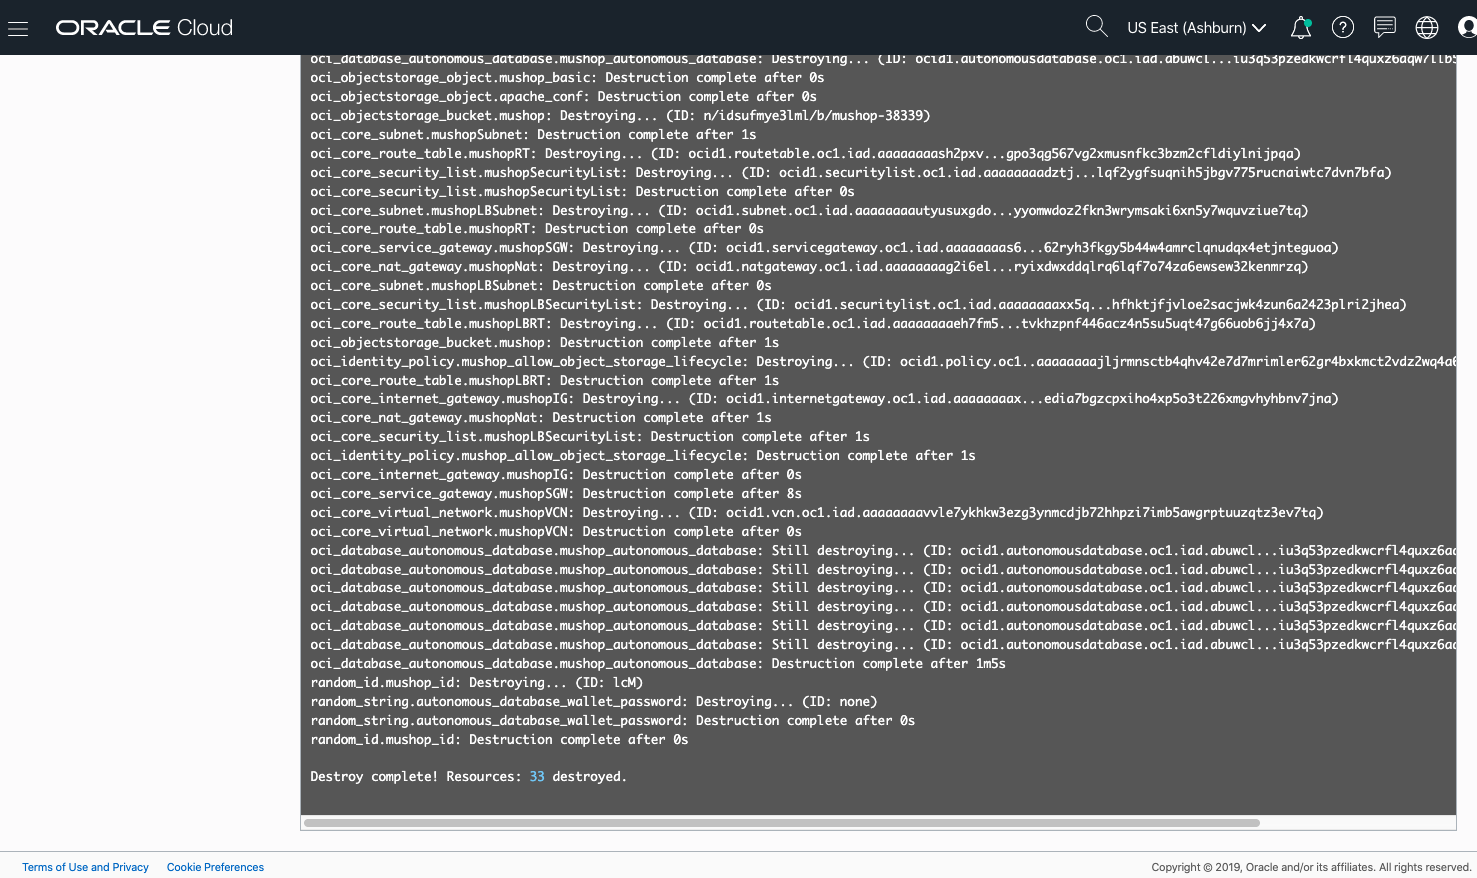 ORACLE Cloud
US East (Ashburn)
oci_database_autonomous_database.mushop_autonomous_database: Destroying... (ID: ocid1.autonomousdatabase.oc1.iad.abuwcl...iu3q53pzedkwcrfl4quxz6aqw7llb5
oci_objectstorage_object.mushop_basic: Destruction complete after 0s
oci_objectstorage_object.apache_conf: Destruction complete after 0s
oci_objectstorage_bucket.mushop: Destroying... (ID: n/idsufmye3lml/b/mushop-38339)
oci_core_subnet.mushopSubnet: Destruction complete after 1s
oci_core_route_table.mushopRT: Destroying... (ID: ocid1.routetable.oc1.iad.aaaaaaaash2pxv...gpo3qg567vg2xmusnfkc3bzm2cfldiylnijpqa)
oci_core_security_list.mushopSecurityList: Destroying... (ID: ocid1.securitylist.oc1.iad.aaaaaaaadztj...lqf2ygfsuqnih5jbgv775rucnaiwtc7dvn7bfa)
oci_core_security_list.mushopSecurityList: Destruction complete after 0s
oci_core_subnet.mushopLBSubnet: Destroying... (ID: ocid1.subnet.oc1.iad.aaaaaaaautyusuxgdo...yyomwdoz2fkn3wrymsaki6xn5y7wquvziue7tq)
oci_core_route_table.mushopRT: Destruction complete after 0s
oci_core_service_gateway.mushopSGW: Destroying... (ID: ocid1.servicegateway.oc1.iad.aaaaaaaas6...62ryh3fkgy5b44w4amrclqnudqx4etjnteguoa)
oci_core_nat_gateway.mushopNat: Destroying... (ID: ocid1.natgateway.oc1.iad.aaaaaaaag2i6el...ryixdwxddqlrq6lqf7o74za6ewsew32kenmrzq)
oci_core_subnet.mushopLBSubnet: Destruction complete after 0s
oci_core_security_list.mushopLBSecurityList: Destroying... (ID: ocid1.securitylist.oc1.iad.aaaaaaaaxx5q...hfhktjfjvloe2sacjwk4zun6a2423plri2jhea)
oci_core_route_table.mushopLBRT: Destroying... (ID: ocid1.routetable.oc1.iad.aaaaaaaaeh7fm5...tvkhzpnf446acz4n5su5uqt47g66uob6jj4x7a)
oci_objectstorage_bucket.mushop: Destruction complete after 1s
oci_identity_policy.mushop_allow_object_storage_lifecycle: Destroying... (ID: ocid1.policy.oc1..aaaaaaaajljrmnsctb4qhv42e7d7mrimler62gr4bxkmct2vdz2wq4a6
oci_core_route_table.mushopLBRT: Destruction complete after 1s
oci_core_internet_gateway.mushopIG: Destroying... (ID: ocid1.internetgateway.oc1.iad.aaaaaaaax...edia7bgzcpxiho4xp5o3t226xmgvhyhbnv7jna)
oci_core_nat_gateway.mushopNat: Destruction complete after 1s
oci_core_security_list.mushopLBSecurityList: Destruction complete after 1s
oci_identity_policy.mushop_allow_object_storage_lifecycle: Destruction complete after 1s
oci_core_internet_gateway.mushopIG: Destruction complete after 0s
oci_core_service_gateway.mushopSGW: Destruction complete after 8s
oci_core_virtual_network.mushopVCN: Destroying... (ID: ocid1.vcn.oc1.iad.aaaaaaaavvle7ykhkw3ezg3ynmcdjb72hhpzi7imb5awgrptuuzqtz3ev7tq)
oci_core_virtual_network.mushopVCN: Destruction complete after 0s
oci_database_autonomous_database.mushop_autonomous_database: Still destroying... (ID: ocid1.autonomousdatabase.oc1.iad.abuwcl...iu3q53pzedkwcrfl4quxz6aq
oci_database_autonomous_database.mushop_autonomous_database: Still destroying... (ID: ocid1.autonomousdatabase.oc1.iad.abuwcl...iu3q53pzedkwcrfl4quxz6aq
oci_database_autonomous_database.mushop_autonomous_database: Still destroying... (ID: ocid1.autonomousdatabase.oc1.iad.abuwcl...iu3q53pzedkwcrfl4quxz6aq
oci_database_autonomous_database.mushop_autonomous_database: Still destroying... (ID: ocid1.autonomousdatabase.oc1.iad.abuwcl...iu3q53pzedkwcrfl4quxz6aq
oci_database_autonomous_database.mushop_autonomous_database: Still destroying... (ID: ocid1.autonomousdatabase.oc1.iad.abuwcl...iu3q53pzedkwcrfl4quxz6aq
oci_database_autonomous_database.mushop_autonomous_database: Still destroying... (ID: ocid1.autonomousdatabase.oc1.iad.abuwcl...iu3q53pzedkwcrfl4quxz6aq
oci_database_autonomous_database.mushop_autonomous_database: Destruction complete after 1m5s
random_id.mushop_id: Destroying... (ID: lcM)
random_string.autonomous_database_wallet_password: Destroying... (ID: none)
random_string.autonomous_database_wallet_password: Destruction complete after 0s
random_id.mushop_id: Destruction complete after 0s
Destroy complete! Resources: 33 destroyed.
Terms of Use and Privacy Cookie Preferences
Copyright © 2019, Oracle and/or its affiliates. All rights reserved.